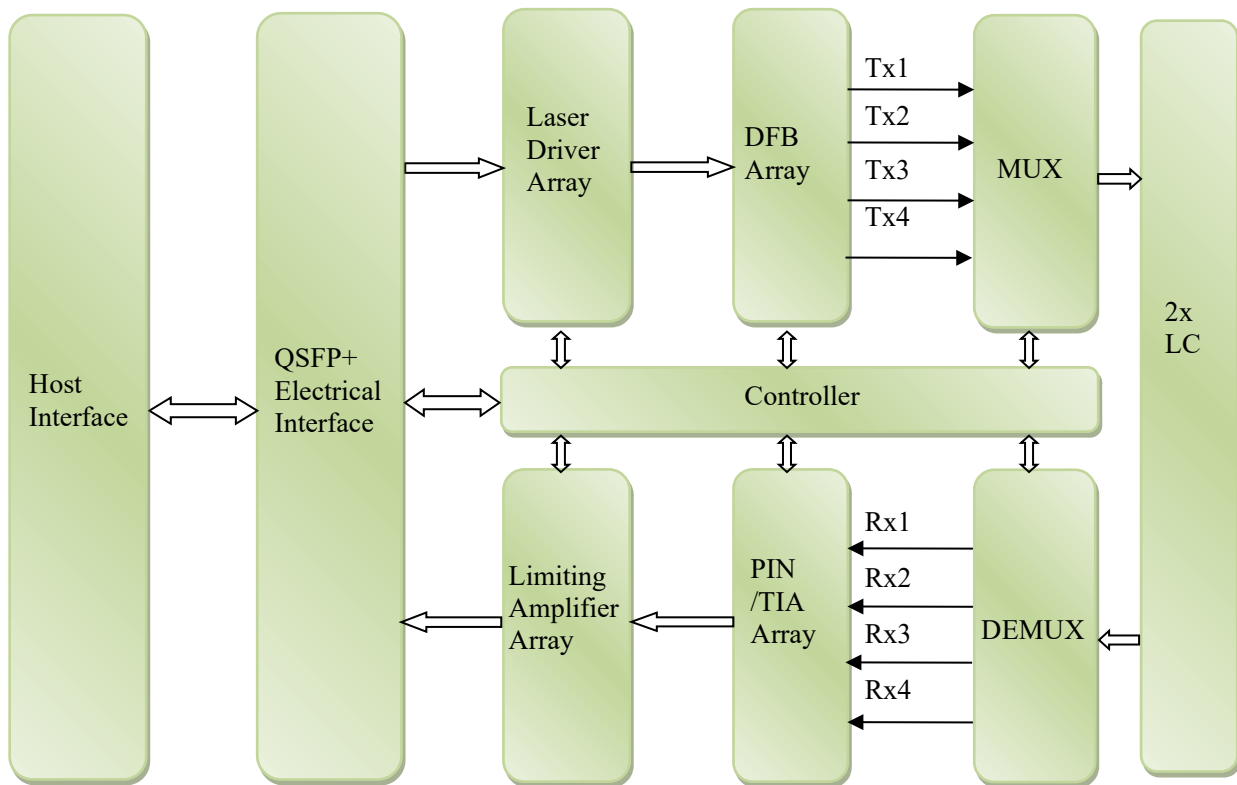 Host
Interface
QSFP+
Electrical
Interface
Laser
Driver
Array
DFB
Array
Tx1
Tx2
Tx3
Tx4
MUX
2x
LC
Controller
Limiting
Amplifier
Array
PIN
/TIA
Array
Rx1
Rx2
Rx3
Rx4
DEMUX